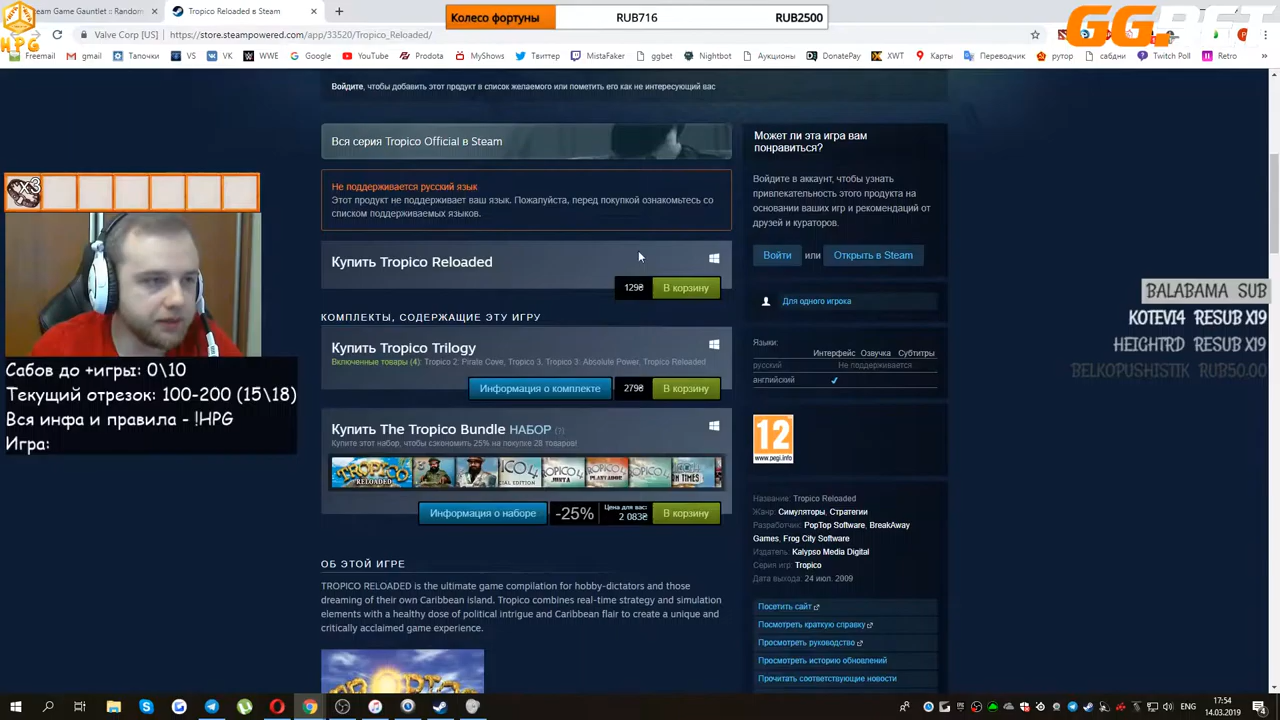 eam Game Gauntlet - random
Tropico Reloaded в Steam
Колесо фортуны RUB716 RUB2500
GG.BET
HPG
Valve Corp [US] https://store.steampowered.com/app/33520/Tropico_Reloaded/
Freemail gmail Тапочки VS VK WWE Google YouTube Prodota MyShows Твиттер MistaFaker ggbet Nightbot Аукционы DonatePay XWT Карты Переводчик рутор сабдни Twitch Poll Retro
Войдите, чтобы добавить этот продукт в список желаемого или пометить его как не интересующий вас
Вся серия Tropico Official в Steam
Не поддерживается русский язык
Этот продукт не поддерживает ваш язык. Пожалуйста, перед покупкой ознакомьтесь со
списком поддерживаемых языков.
Купить Tropico Reloaded
129₴ В корзину
КОМПЛЕКТЫ, СОДЕРЖАЩИЕ ЭТУ ИГРУ
Купить Tropico Trilogy
Включенные товары (4): Tropico 2: Pirate Cove, Tropico 3, Tropico 3: Absolute Power, Tropico Reloaded
Информация о комплекте 279₴ В корзину
Купить The Tropico Bundle НАБОР (?)
Купите этот набор, чтобы сэкономить 25% на покупке 28 товаров!
TROPICO RELOADED
Информация о наборе -25% Цена для вас: 2 083₴ В корзину
ОБ ЭТОЙ ИГРЕ
TROPICO RELOADED is the ultimate game compilation for hobby-dictators and those
dreaming of their own Caribbean island. Tropico combines real-time strategy and simulation
elements with a healthy dose of political intrigue and Caribbean flair to create a unique and
critically acclaimed game experience.
Может ли эта игра вам
понравиться?
Войдите в аккаунт, чтобы узнать
привлекательность этого продукта на
основании ваших игр и рекомендаций от
друзей и кураторов.
Войти или Открыть в Steam
Для одного игрока
Языки:
Интерфейс Озвучка Субтитры
русский Не поддерживается
английский ✔
12
www.pegi.info
Название: Tropico Reloaded
Жанр: Симуляторы, Стратегии
Разработчик: PopTop Software, BreakAway
Games, Frog City Software
Издатель: Kalypso Media Digital
Серия игр: Tropico
Дата выхода: 24 июл. 2009
Посетить сайт
Посмотреть краткую справку
Просмотреть руководство
Просмотреть историю обновлений
Прочитать соответствующие новости
X3
Сабов до +игры: 0\10
Текущий отрезок: 100-200 (15\18)
Вся инфа и правила - !HPG
Игра:
BALABAMA SUB
KOTEVI4 RESUB X19
HEIGHTRD RESUB X19
BELKOPUSHISTIK RUB50.00
17:54
14.03.2019